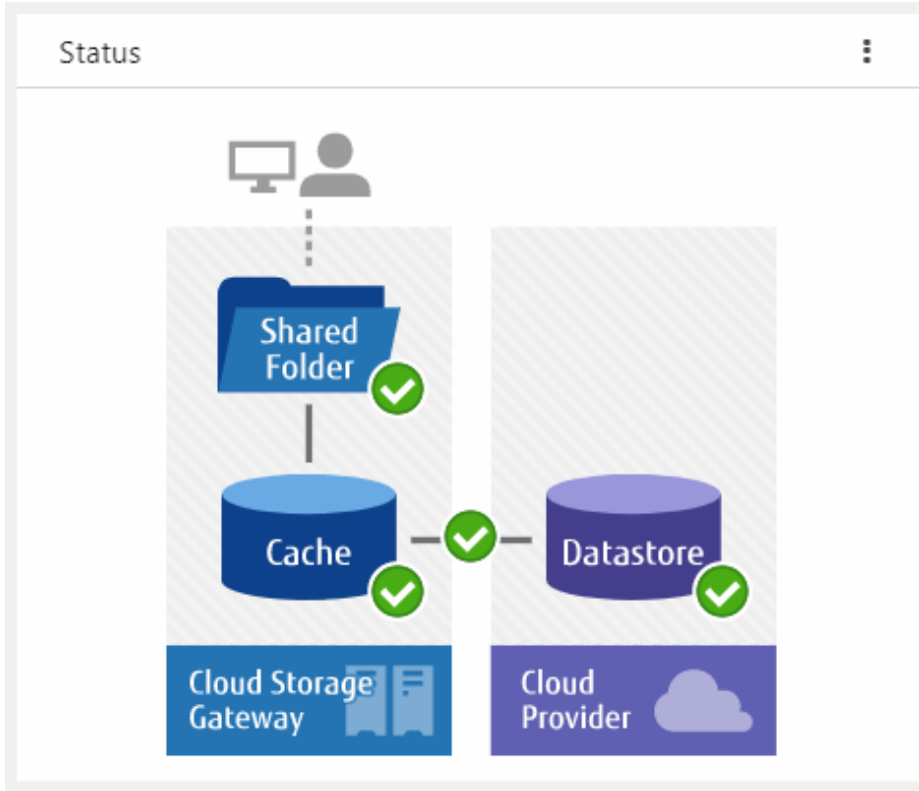 Status
Shared
Folder
Cache
Datastore
Cloud Storage
Gateway
Cloud
Provider